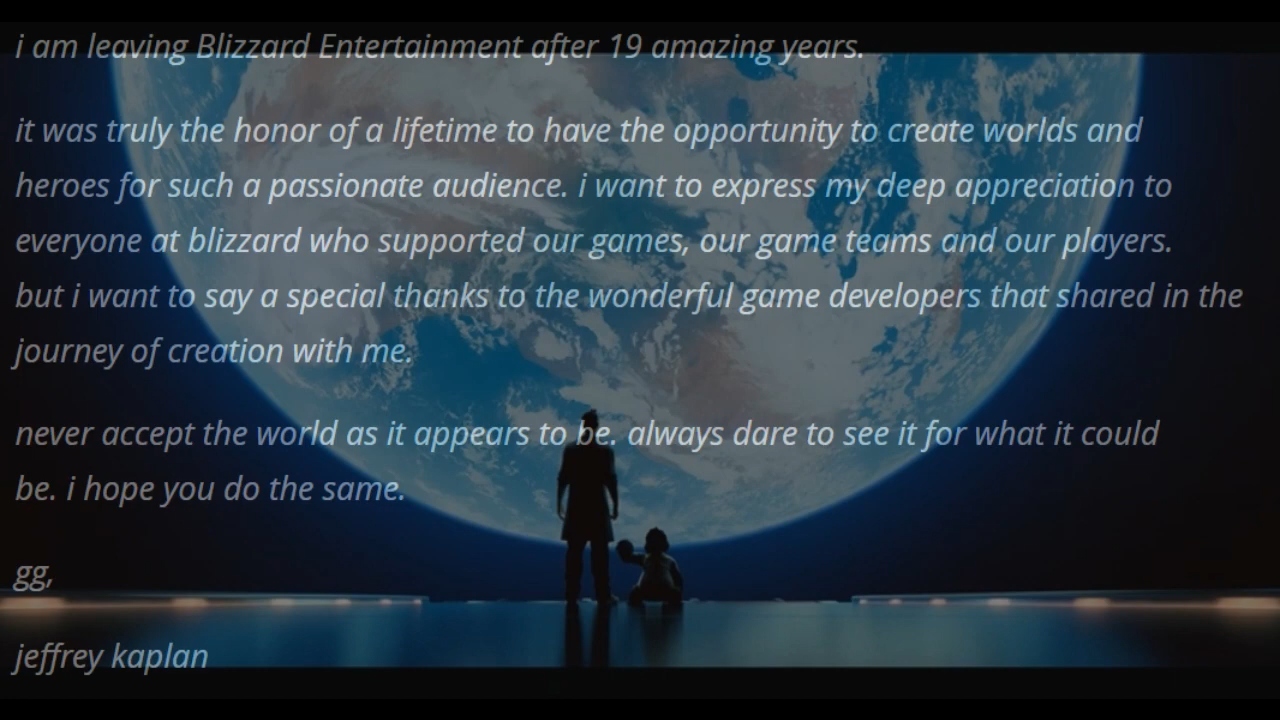 i am leaving Blizzard Entertainment after 19 amazing years.
it was truly the honor of a lifetime to have the opportunity to create worlds and
heroes for such a passionate audience. i want to express my deep appreciation to
everyone at blizzard who supported our games, our game teams and our players.
but i want to say a special thanks to the wonderful game developers that shared in the
journey of creation with me.
never accept the world as it appears to be. always dare to see it for what it could
be. i hope you do the same.
gg,
jeffrey kaplan